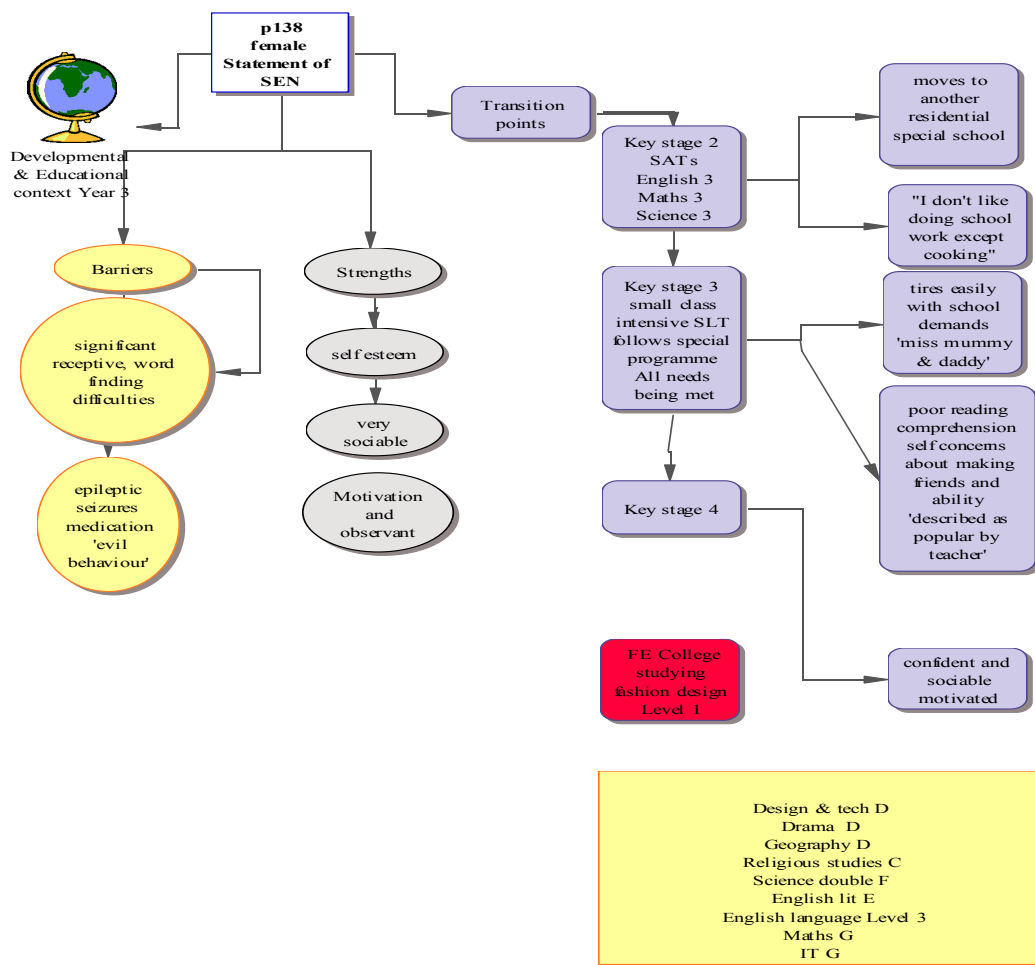 p138
female
Statement of
SEN
Developmental
& Educational
context Year 3
Barriers
significant
receptive, word
finding
difficulties
epileptic
seizures
medication
'evil
behaviour'
Strengths
self esteem
very
sociable
Motivation
and
observant
Transition
points
Key stage 2
SATs
English 3
Maths 3
Science 3
moves to
another
residential
special school
"I don't like
doing school
work except
cooking"
Key stage 3
small class
intensive SLT
follows special
programme
All needs
being met
tires easily
with school
demands
'miss mummy
& daddy'
poor reading
comprehension
self concerns
about making
friends and
ability
'described as
popular by
teacher'
Key stage 4
confident and
sociable
motivated
FE College
studying
fashion design
Level 1
Design & tech D
Drama D
Geography D
Religious studies C
Science double F
English lit E
English language Level 3
Maths G
IT G